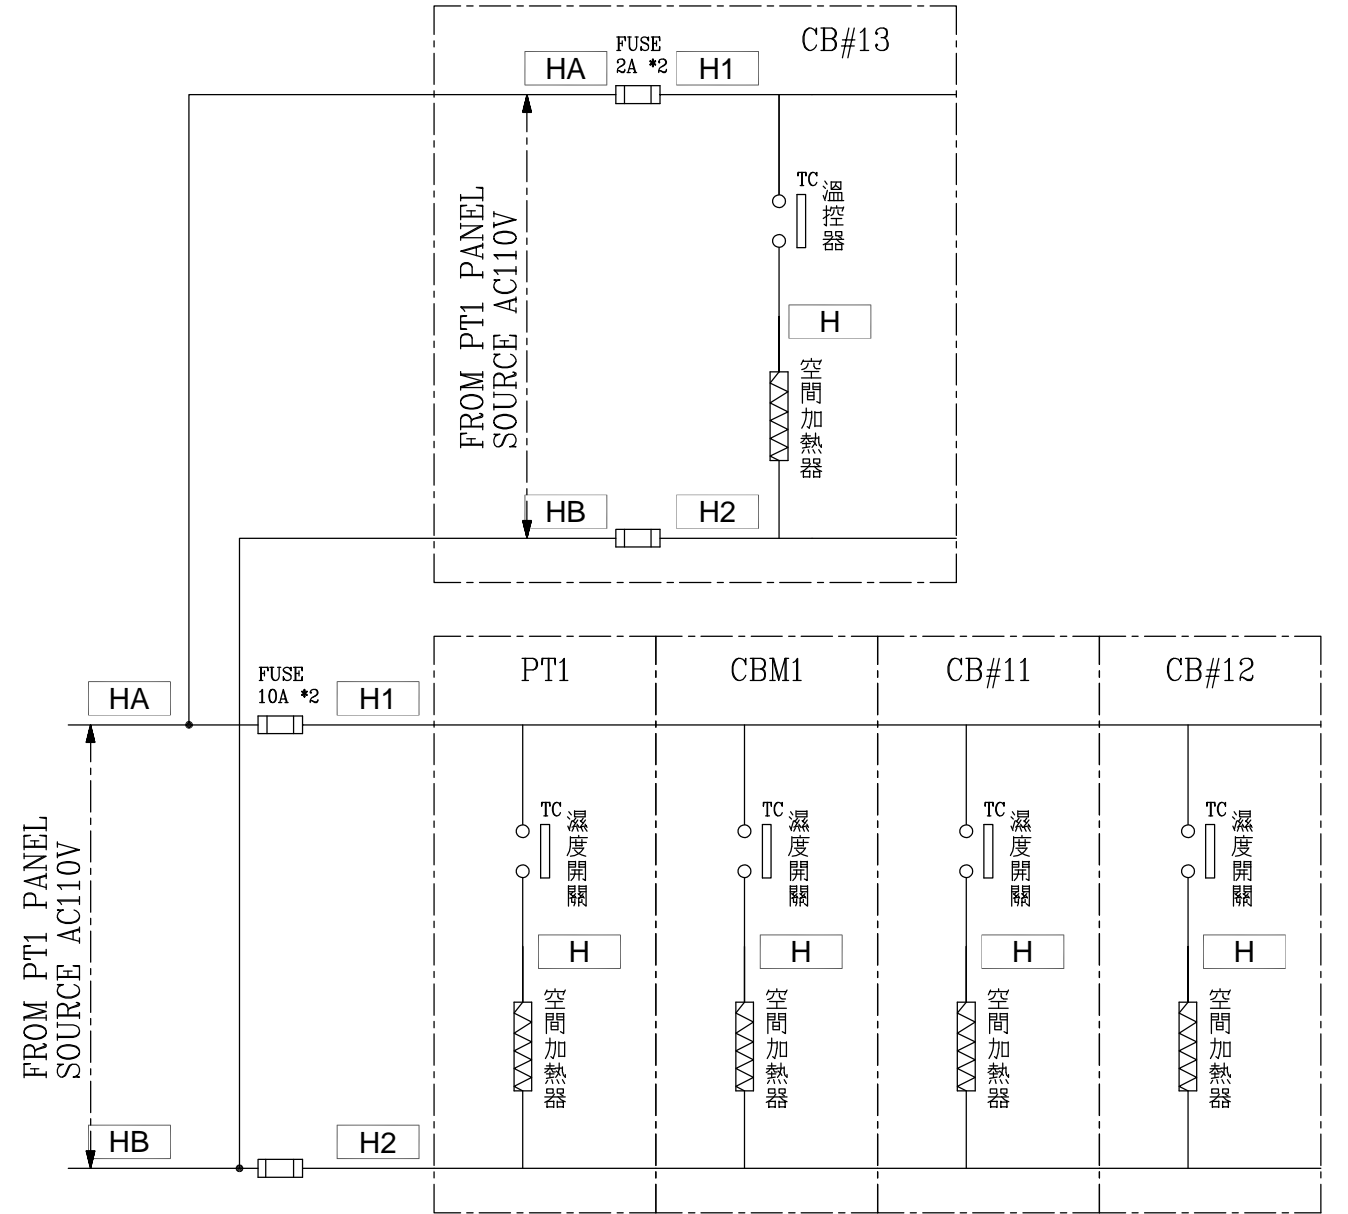 CB#13
FUSE
2A *2
HA
H1
TC
溫控器
FROM PT1 PANEL
SOURCE AC110V
H
空間加熱器
HB
H2
PT1
CBM1
CB#11
CB#12
FUSE
10A *2
HA
H1
TC
濕度開關
TC
濕度開關
TC
濕度開關
TC
濕度開關
FROM PT1 PANEL
SOURCE AC110V
H
H
H
H
空間加熱器
空間加熱器
空間加熱器
空間加熱器
HB
H2